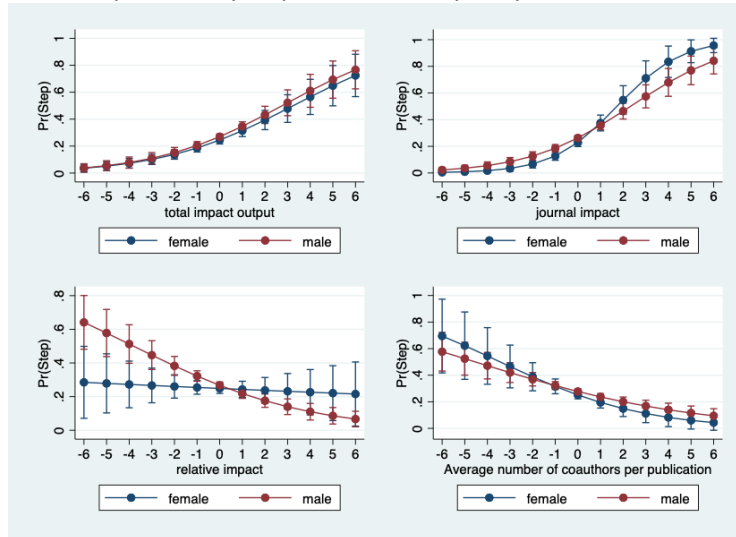 1
.8
.6
.4
.2
0
Pr(Step)
-6 -5 -4 -3 -2 -1 0 1 2 3 4 5 6
total impact output
female male
1
.8
.6
.4
.2
0
Pr(Step)
-6 -5 -4 -3 -2 -1 0 1 2 3 4 5 6
journal impact
female male
.8
.6
.4
.2
0
Pr(Step)
-6 -5 -4 -3 -2 -1 0 1 2 3 4 5 6
relative impact
female male
1
.8
.6
.4
.2
0
Pr(Step)
-6 -5 -4 -3 -2 -1 0 1 2 3 4 5 6
Average number of coauthors per publication
female male